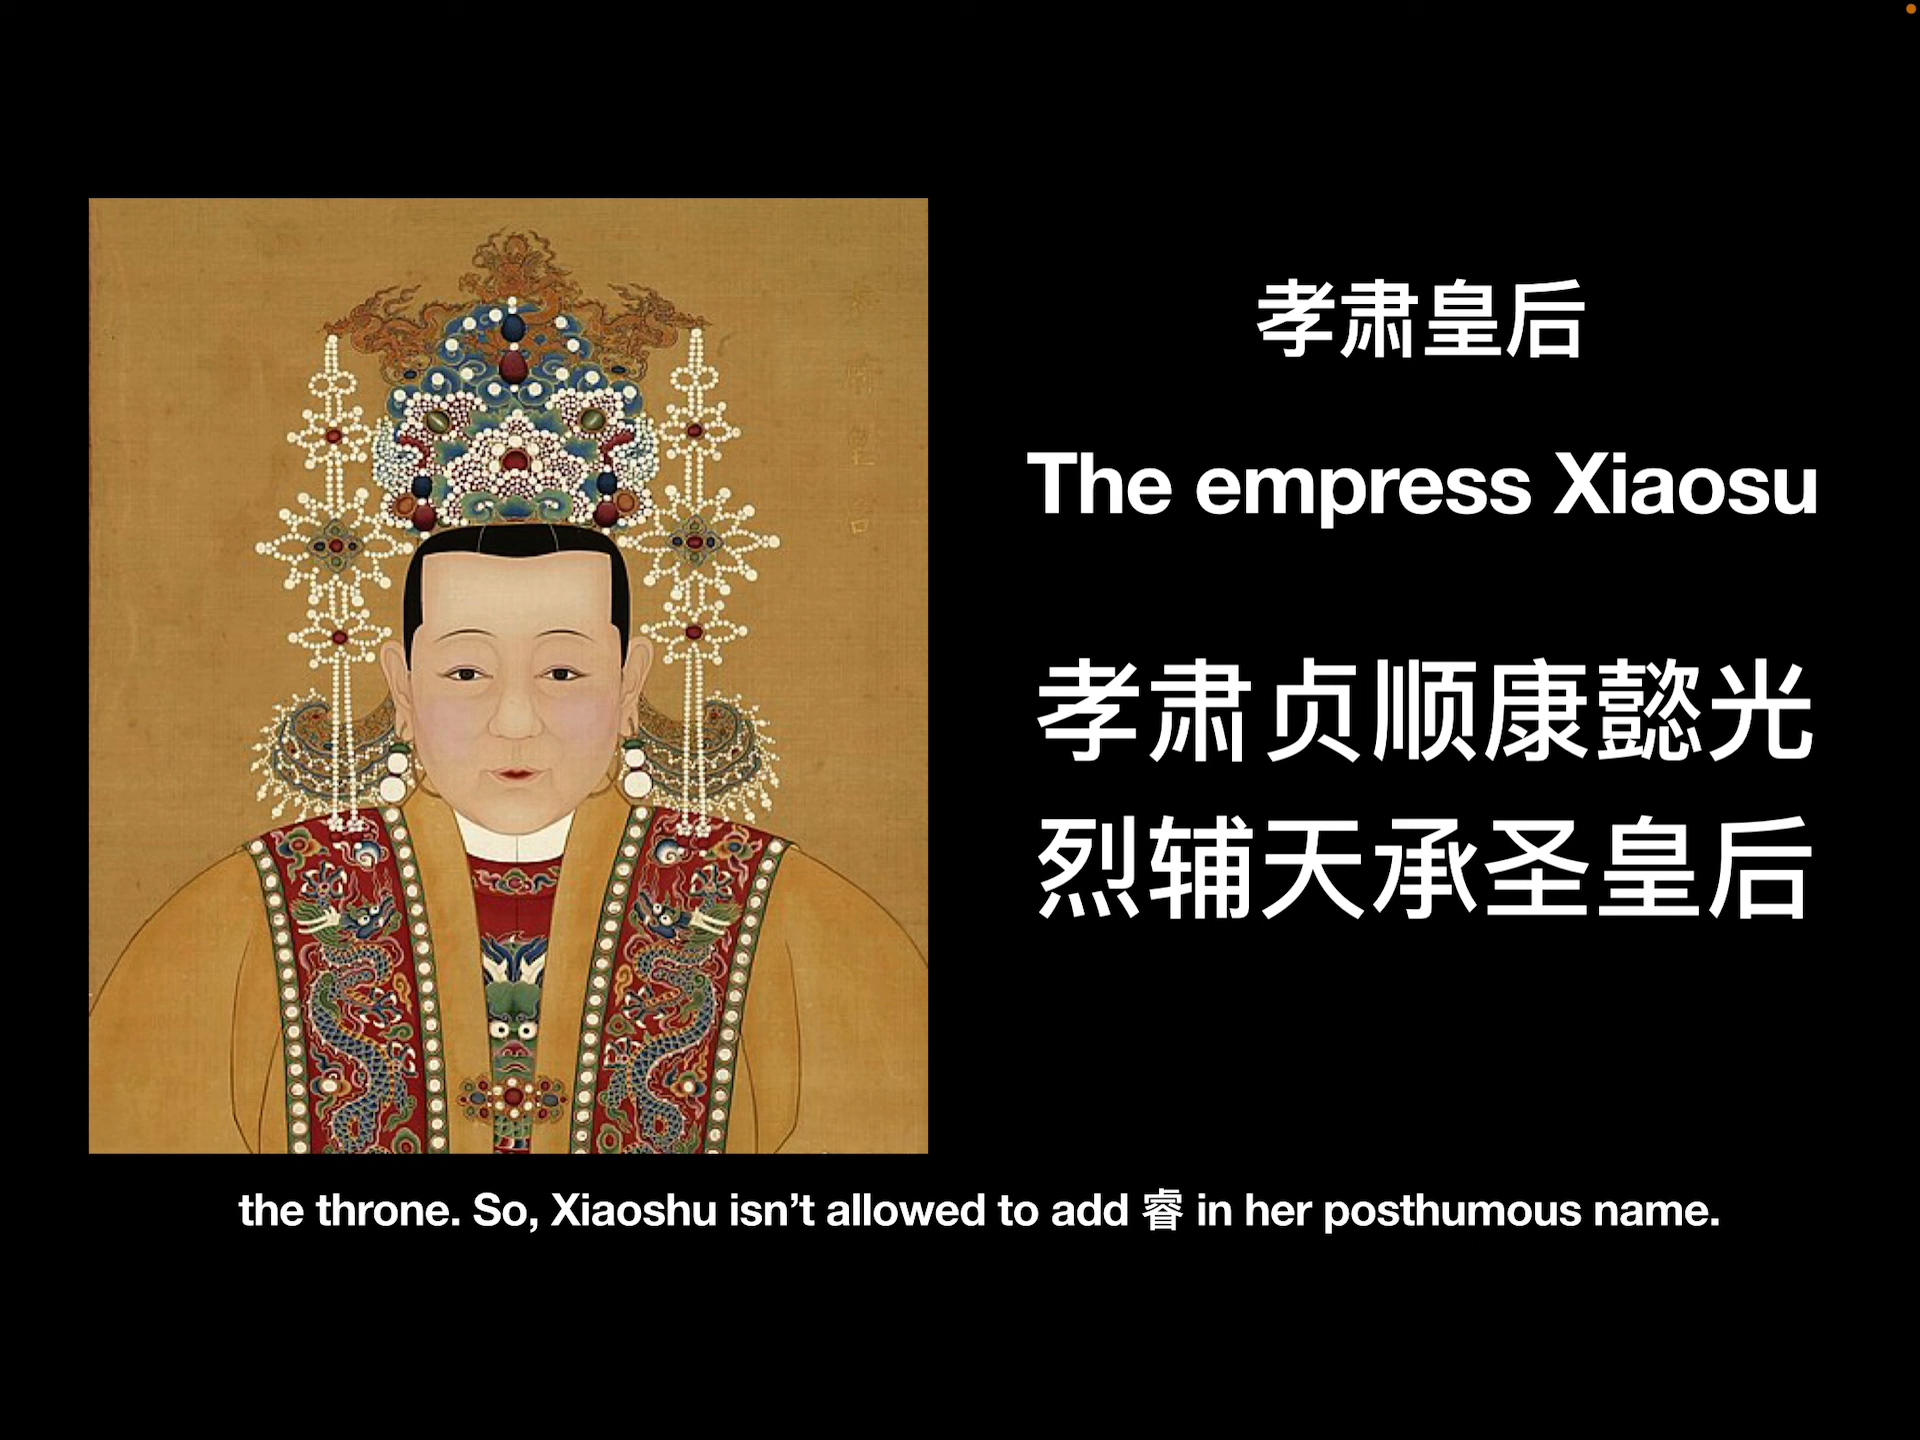 孝肃皇后
The empress Xiaosu
孝肃贞顺康懿光
烈辅天承圣皇后
the throne. So, Xiaoshu isn’t allowed to add 睿 in her posthumous name.